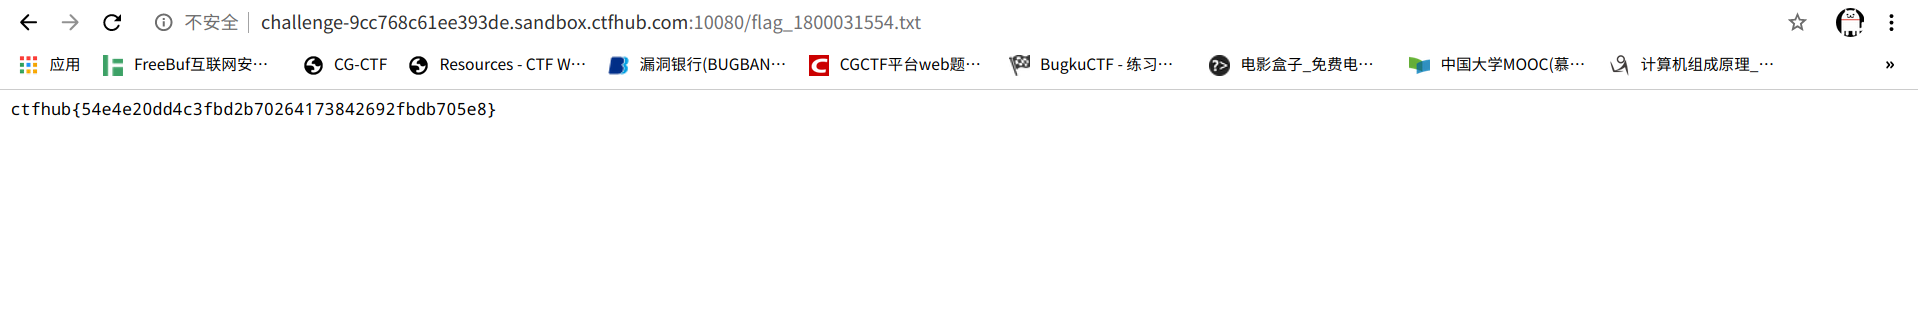 不安全 challenge-9cc768c61ee393de.sandbox.ctfhub.com:10080/flag_1800031554.txt
应用 FreeBuf互联网安… CG-CTF Resources - CTF W… 漏洞银行(BUGBAN… CGCTF平台web题… BugkuCTF - 练习… 电影盒子_免费电… 中国大学MOOC(慕… 计算机组成原理_… »
ctfhub{54e4e20dd4c3fbd2b70264173842692fbdb705e8}